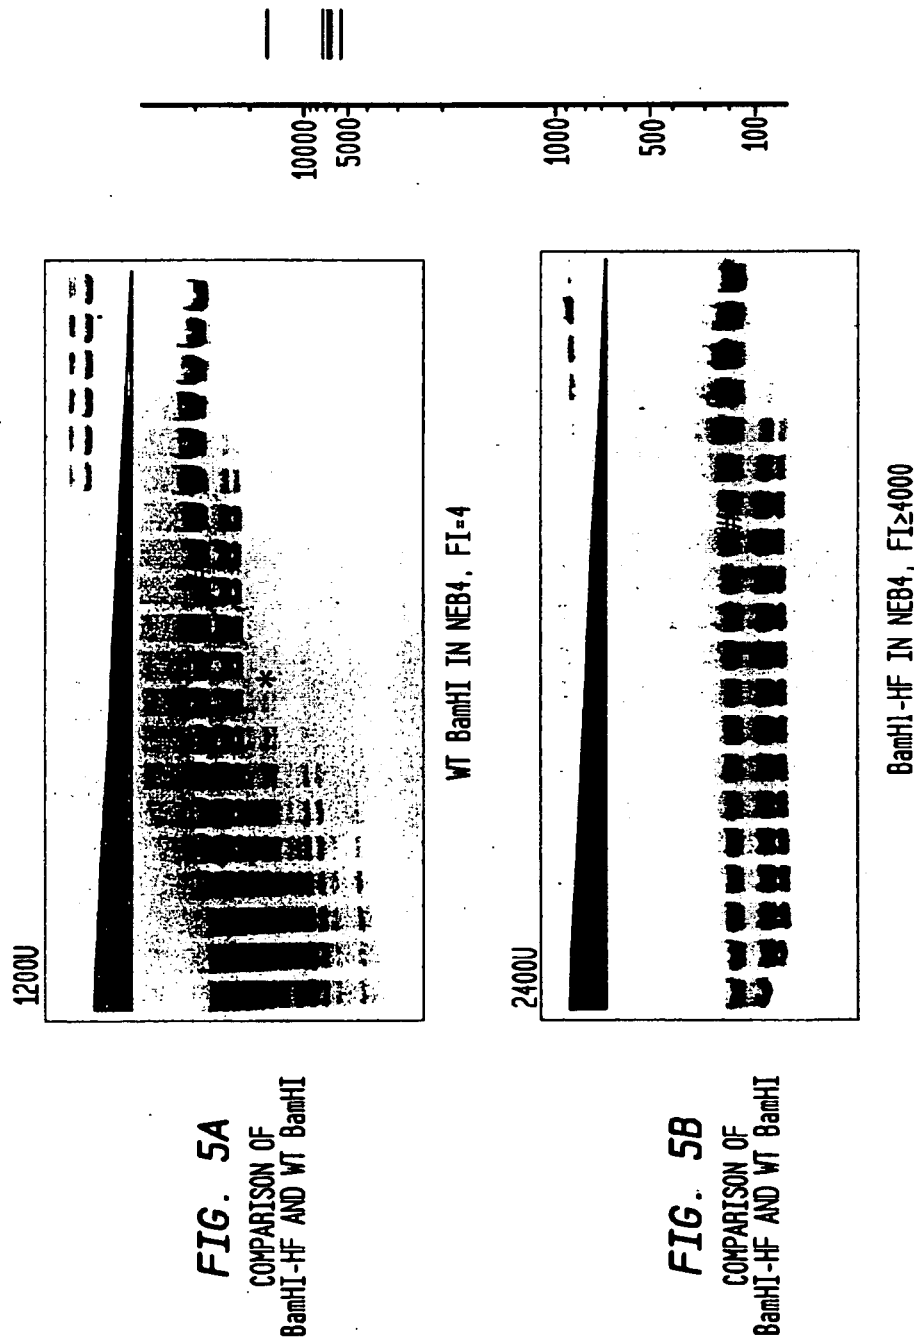 FIG. 5A
COMPARISON OF
BamHI-HF AND WT BamHI
1200U
*
WT BamHI IN NEB4, FI=4
10000
5000
1000
500
100
FIG. 5B
COMPARISON OF
BamHI-HF AND WT BamHI
2400U
#
BamHI-HF IN NEB4, FI≥4000